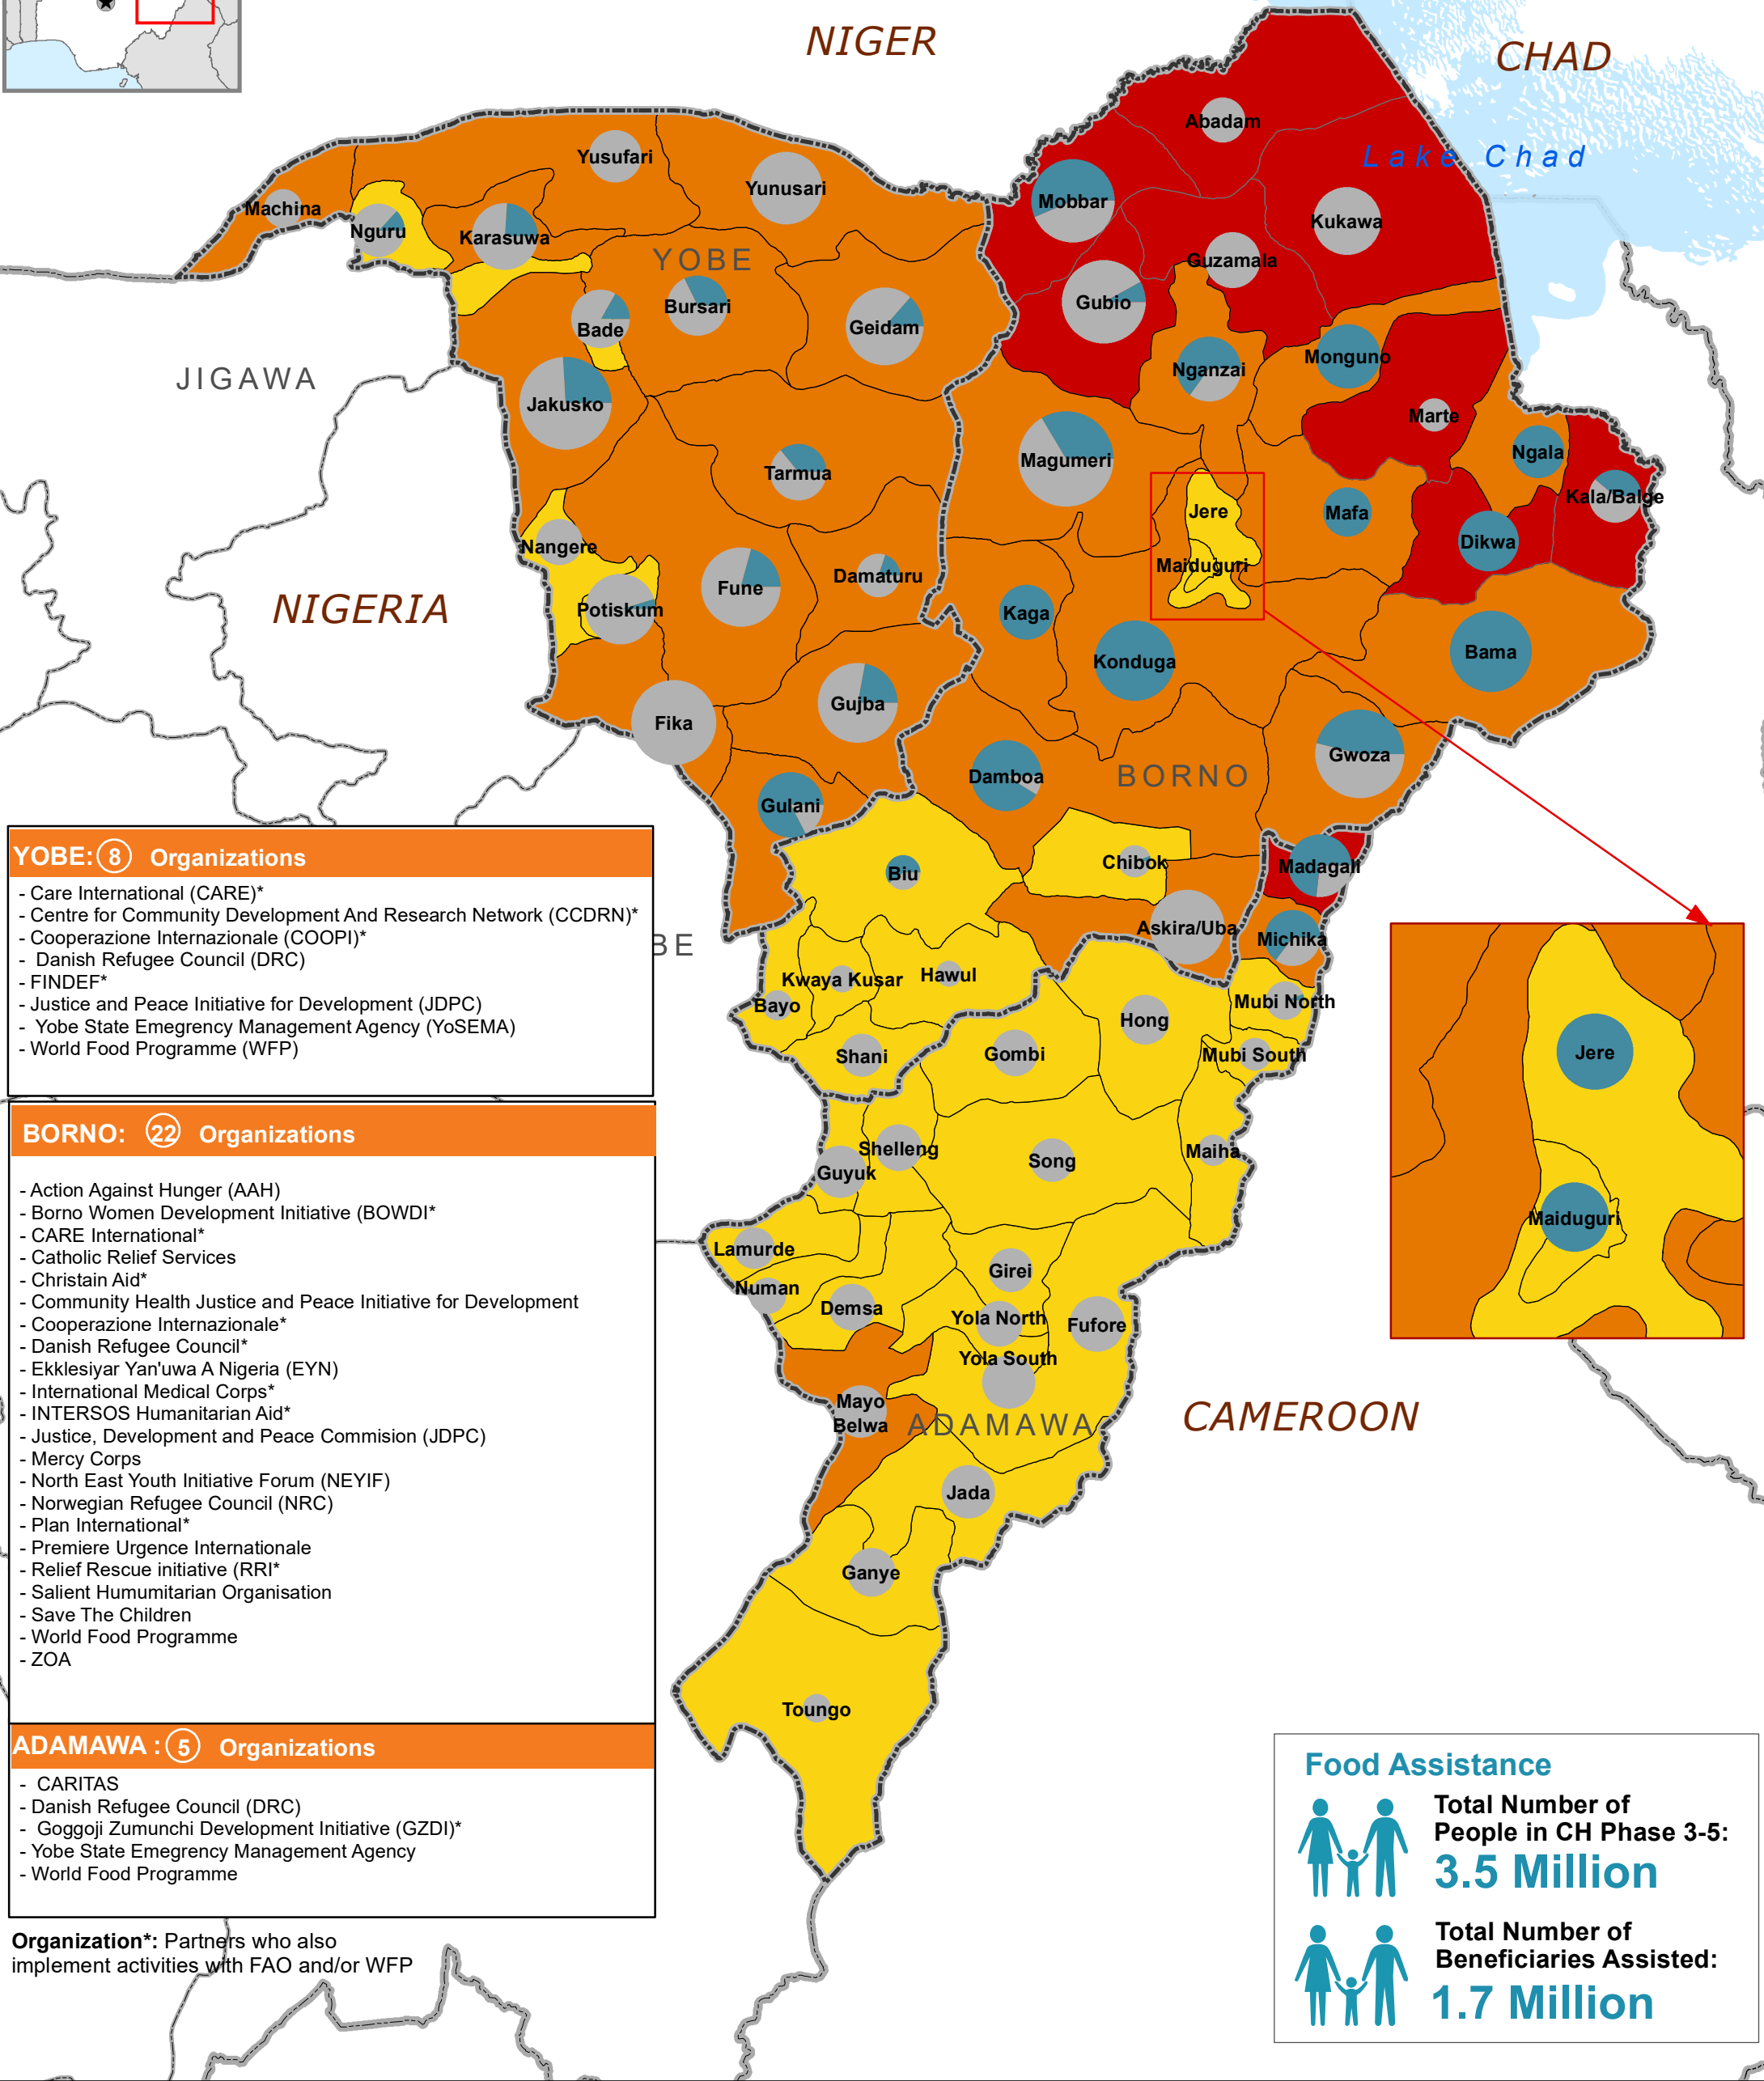 NIGER
CHAD
Lake Chad
Abadam
Yusufari
Yunusari
Mobbar
Machina
Nguru
Karasuwa
Kukawa
YOBE
Guzamala
Bursari
Gubio
Bade
Geidam
Monguno
Nganzai
JIGAWA
Jakusko
Marte
Ngala
Magumeri
Tarmua
Kala/Balge
Jere
Mafa
Dikwa
Nangere
Maiduguri
Damaturu
Fune
NIGERIA
Potiskum
Kaga
Bama
Konduga
Gujba
Fika
Gwoza
Damboa
BORNO
Gulani
Chibok
Madagali
Biu
Askira/Uba
Michika
BE
Hawul
Kwaya Kusar
Bayo
Mubi North
Hong
Gombi
Shani
Mubi South
Jere
Shelleng
Maiha
Song
Guyuk
Maiduguri
Lamurde
Girei
Numan
Demsa
Yola North
Fufore
Yola South
Mayo
Belwa
ADAMAWA
CAMEROON
Jada
Ganye
Toungo
YOBE: 8 Organizations
- Care International (CARE)*
- Centre for Community Development And Research Network (CCDRN)*
- Cooperazione Internazionale (COOPI)*
- Danish Refugee Council (DRC)
- FINDEF*
- Justice and Peace Initiative for Development (JDPC)
- Yobe State Emegrency Management Agency (YoSEMA)
- World Food Programme (WFP)
BORNO: 22 Organizations
- Action Against Hunger (AAH)
- Borno Women Development Initiative (BOWDI*
- CARE International*
- Catholic Relief Services
- Christain Aid*
- Community Health Justice and Peace Initiative for Development
- Cooperazione Internazionale*
- Danish Refugee Council*
- Ekklesiyar Yan'uwa A Nigeria (EYN)
- International Medical Corps*
- INTERSOS Humanitarian Aid*
- Justice, Development and Peace Commision (JDPC)
- Mercy Corps
- North East Youth Initiative Forum (NEYIF)
- Norwegian Refugee Council (NRC)
- Plan International*
- Premiere Urgence Internationale
- Relief Rescue initiative (RRI*
- Salient Humumitarian Organisation
- Save The Children
- World Food Programme
- ZOA
ADAMAWA : 5 Organizations
- CARITAS
- Danish Refugee Council (DRC)
- Goggoji Zumunchi Development Initiative (GZDI)*
- Yobe State Emegrency Management Agency
- World Food Programme
Organization*: Partners who also
implement activities with FAO and/or WFP
Food Assistance
Total Number of
People in CH Phase 3-5:
3.5 Million
Total Number of
Beneficiaries Assisted:
1.7 Million